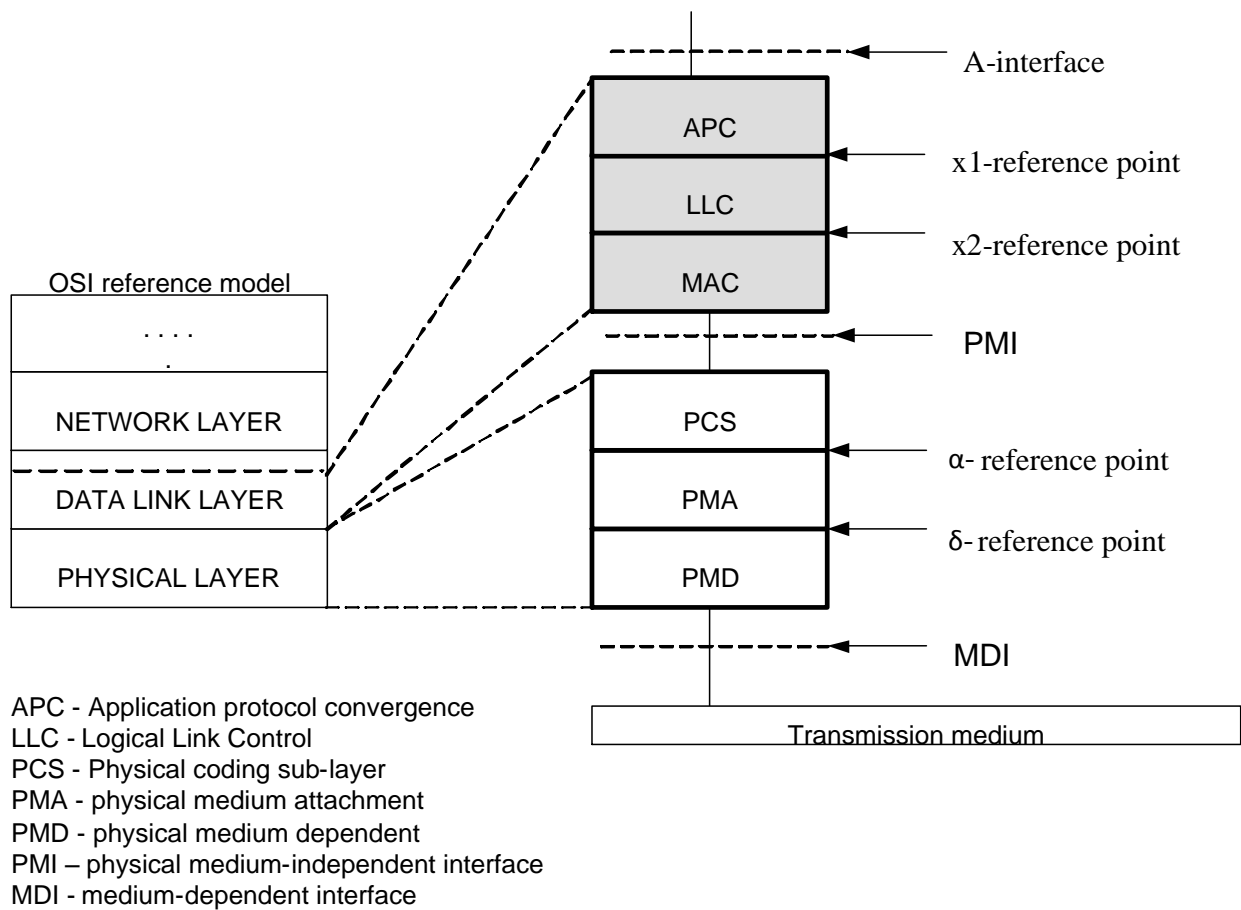 A-interface
APC
x1-reference point
LLC
x2-reference point
MAC
PMI
OSI reference model
. . . .
.
NETWORK LAYER
DATA LINK LAYER
PHYSICAL LAYER
PCS
α- reference point
PMA
δ- reference point
PMD
MDI
Transmission medium
APC - Application protocol convergence
LLC - Logical Link Control
PCS - Physical coding sub-layer
PMA - physical medium attachment
PMD - physical medium dependent
PMI – physical medium-independent interface
MDI - medium-dependent interface